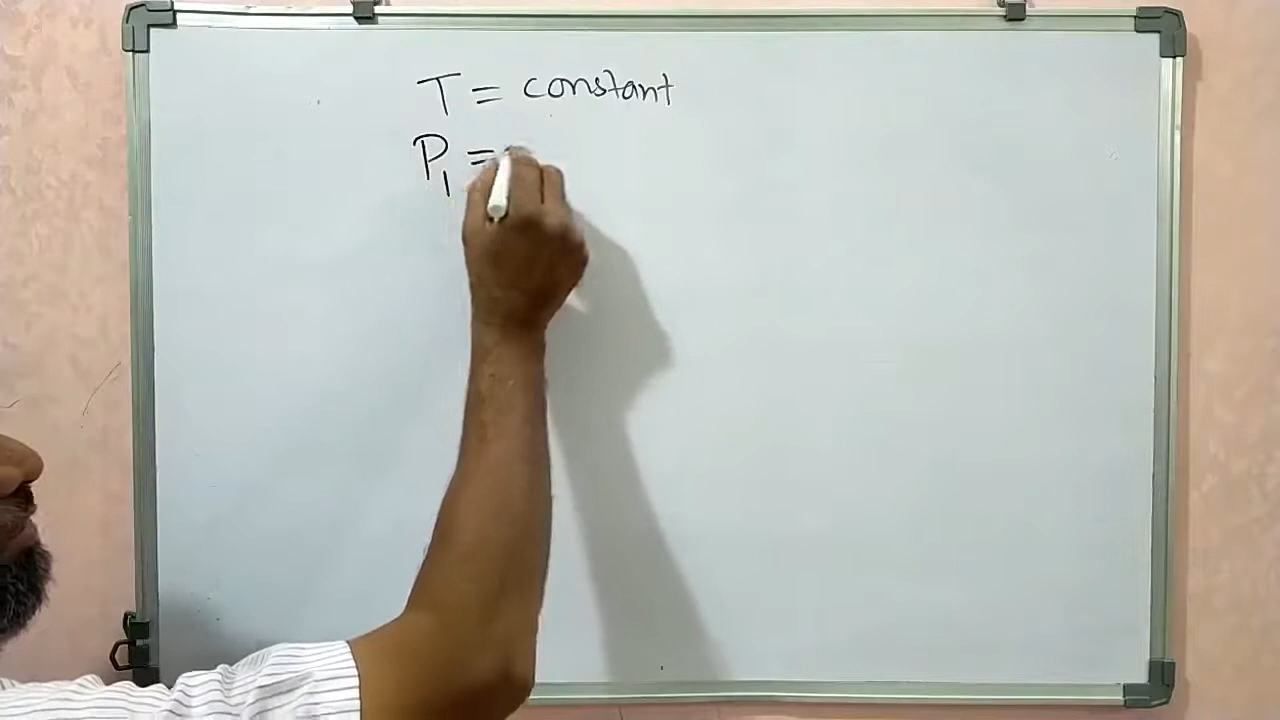 T = constant
P₁ =